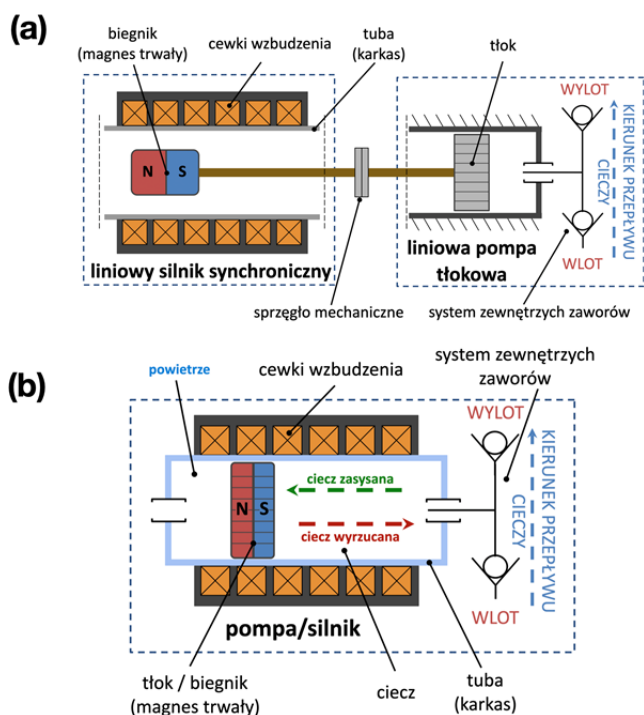 (a)
biegnik
(magnes trwały)
cewki wzbudzenia
tuba
(karkas)
tłok
WYLOT
KIERUNEK PRZEPŁYWU
CIECZY
N S
WLOT
liniowy silnik synchroniczny
liniowa pompa
tłokowa
sprzęgło mechaniczne
system zewnętrzych zaworów
(b)
powietrze
cewki wzbudzenia
system zewnętrzych
zaworów
WYLOT
KIERUNEK PRZEPŁYWU
CIECZY
ciecz zasysana
N S
ciecz wyrzucana
WLOT
pompa/silnik
tłok / biegnik
(magnes trwały)
ciecz
tuba
(karkas)